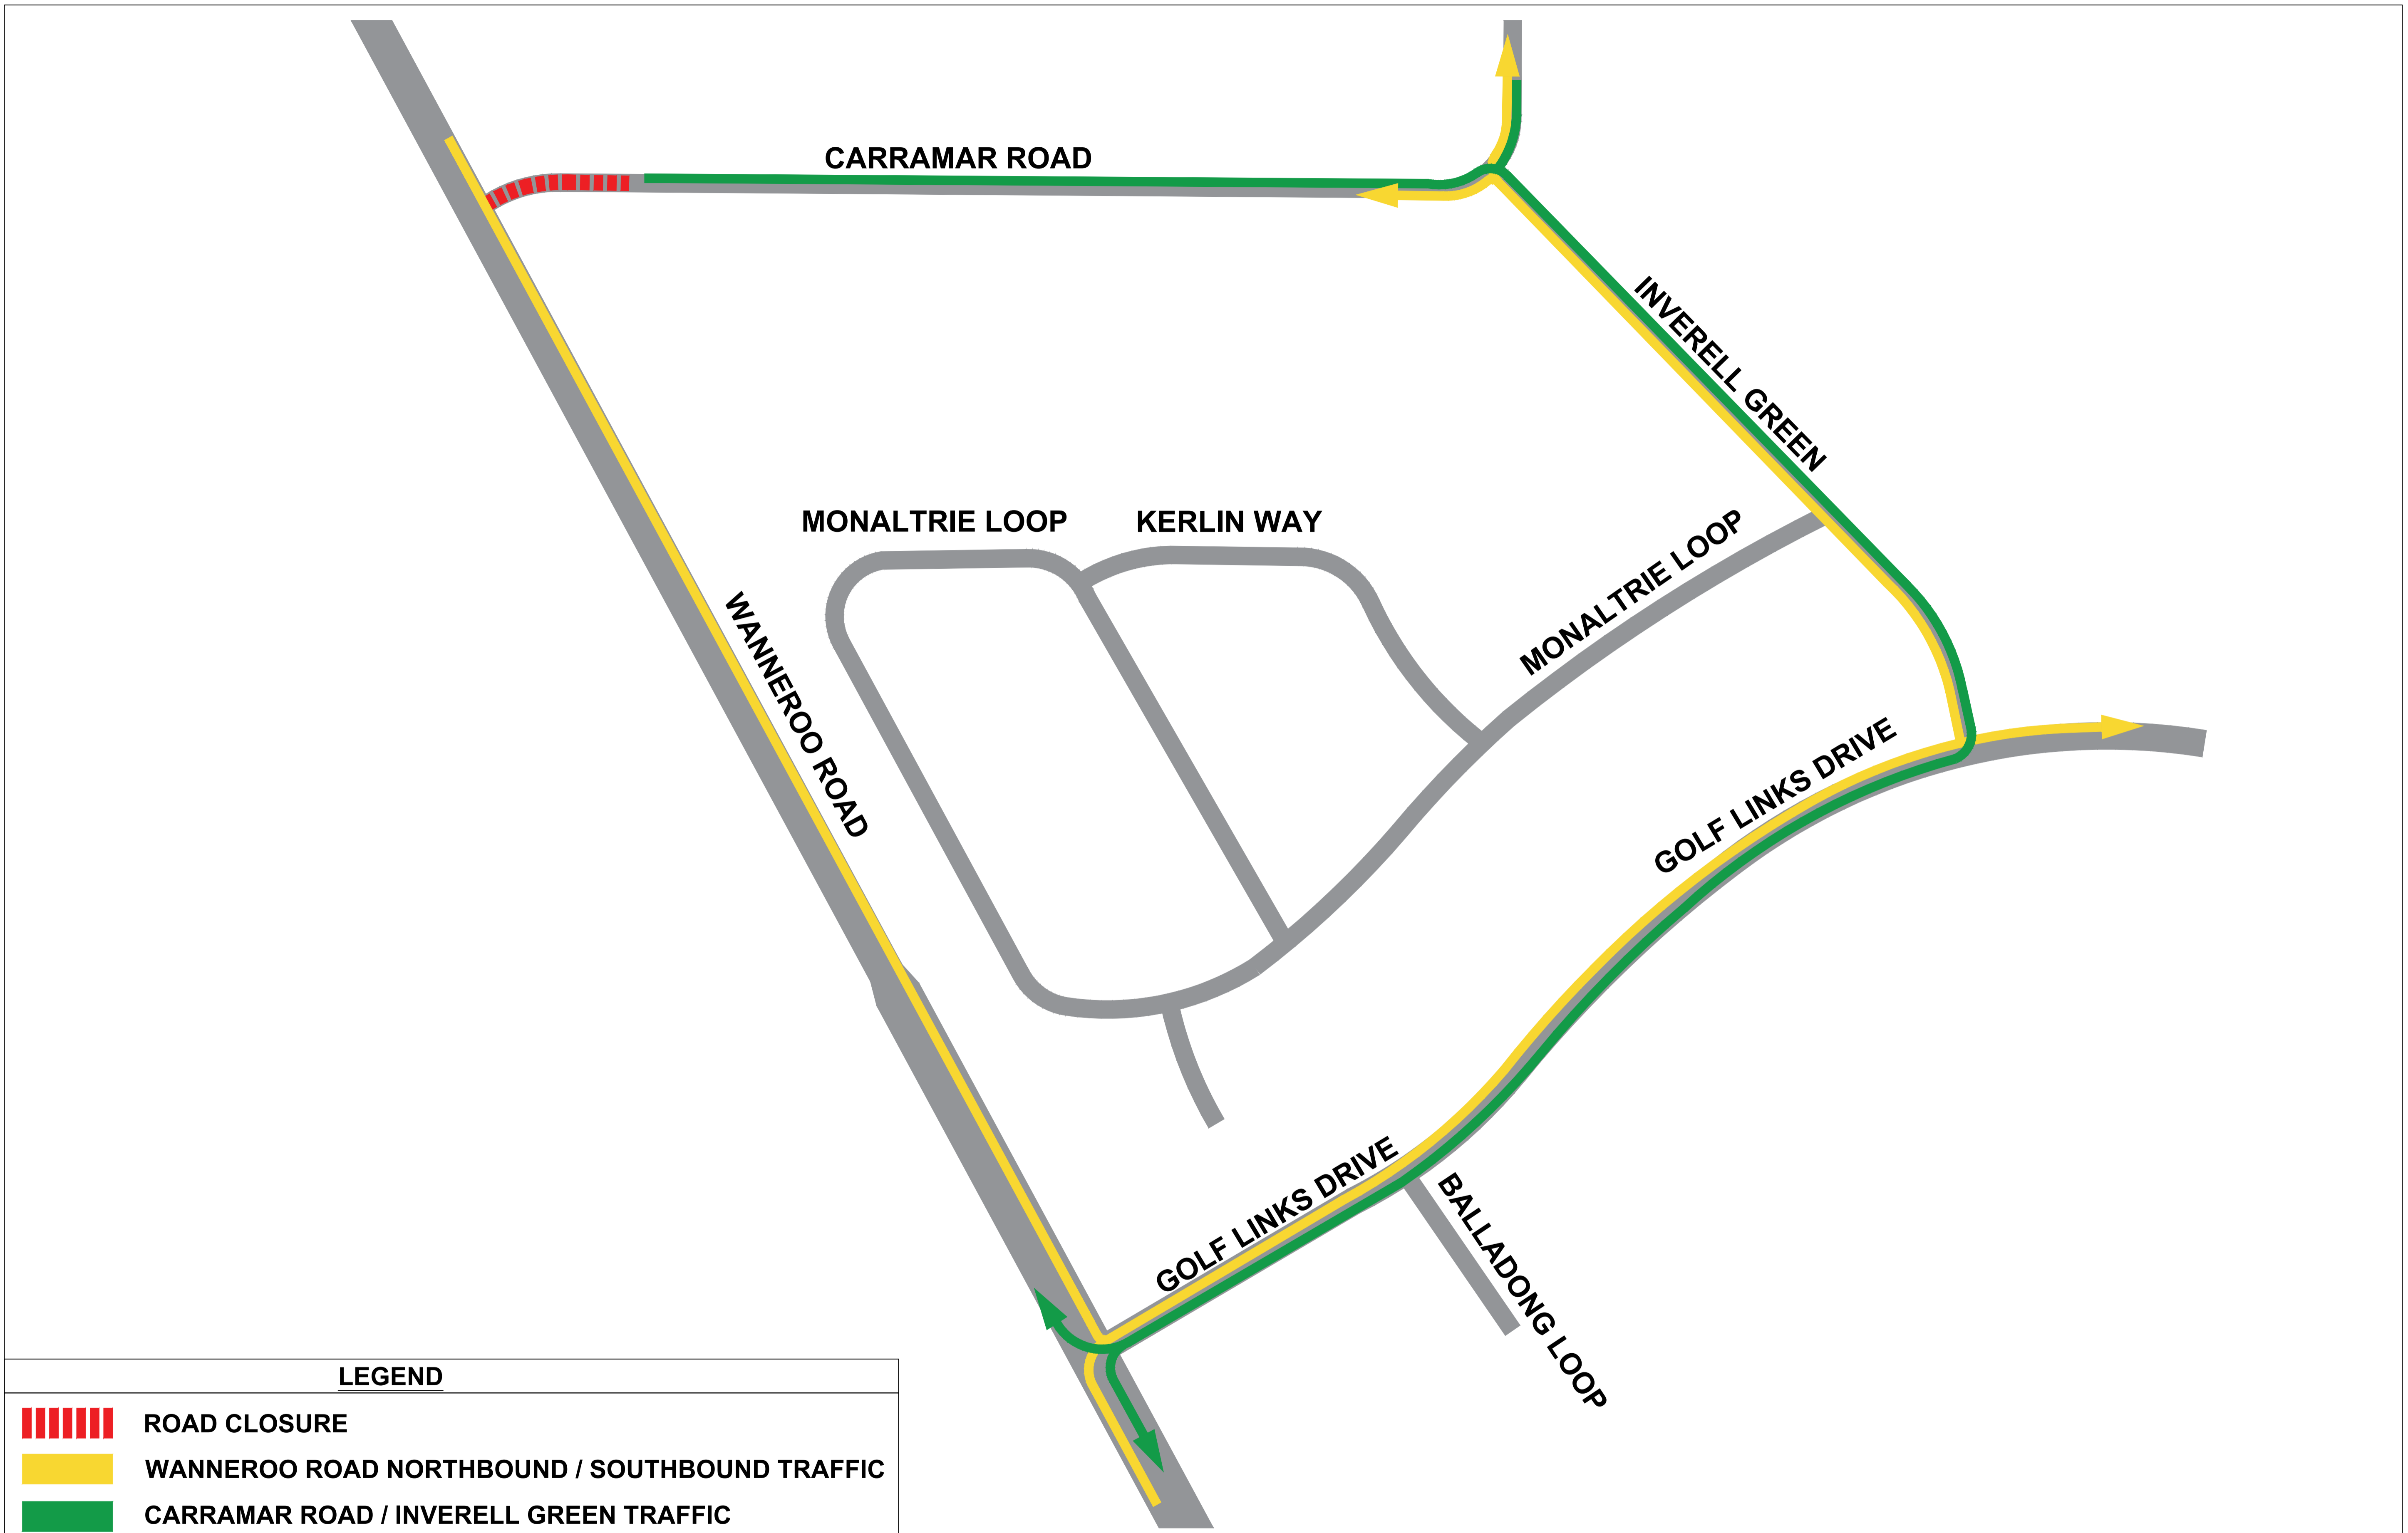 CARRAMAR ROAD
INVERELL GREEN
MONALTRIE LOOP
KERLIN WAY
MONALTRIE LOOP
WANNEROO ROAD
GOLF LINKS DRIVE
GOLF LINKS DRIVE
BALLADONG LOOP
LEGEND
ROAD CLOSURE
WANNEROO ROAD NORTHBOUND / SOUTHBOUND TRAFFIC
CARRAMAR ROAD / INVERELL GREEN TRAFFIC